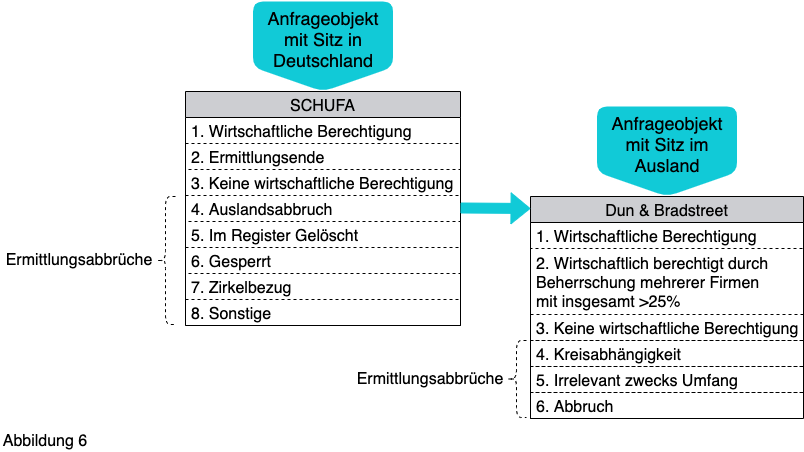 Anfrageobjekt
mit Sitz in
Deutschland
SCHUFA
1. Wirtschaftliche Berechtigung
2. Ermittlungsende
3. Keine wirtschaftliche Berechtigung
4. Auslandsabbruch
5. Im Register Gelöscht
6. Gesperrt
7. Zirkelbezug
8. Sonstige
Ermittlungsabbrüche
Anfrageobjekt
mit Sitz im
Ausland
Dun & Bradstreet
1. Wirtschaftliche Berechtigung
2. Wirtschaftlich berechtigt durch
Beherrschung mehrerer Firmen
mit insgesamt >25%
3. Keine wirtschaftliche Berechtigung
4. Kreisabhängigkeit
5. Irrelevant zwecks Umfang
6. Abbruch
Ermittlungsabbrüche
Abbildung 6